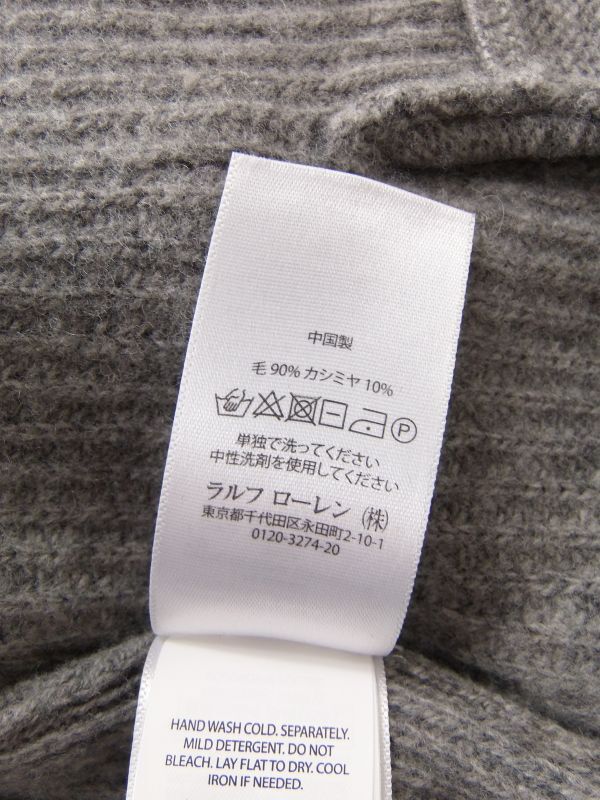 中国製
毛 90% カシミヤ 10%
P
単独で洗ってください
中性洗剤を使用してください
ラルフ ローレン (株)
東京都千代田区永田町2-10-1
0120-3274-20
HAND WASH COLD. SEPARATELY.
MILD DETERGENT. DO NOT
BLEACH. LAY FLAT TO DRY. COOL
IRON IF NEEDED.